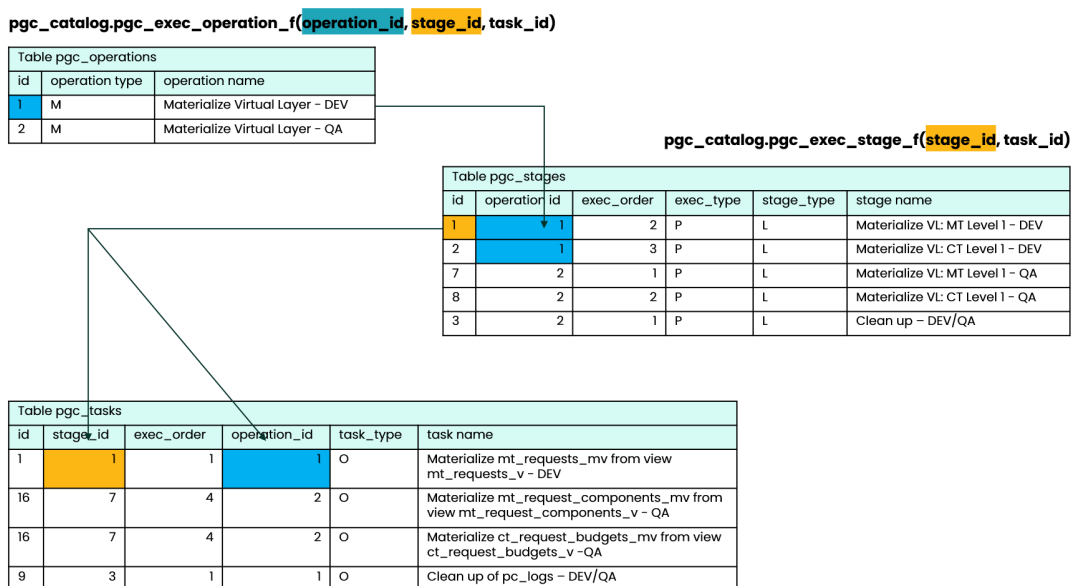 pgc_catalog.pgc_exec_operation_f(operation_id, stage_id, task_id)
Table pgc_operations
id operation type operation name
1 M Materialize Virtual Layer - DEV
2 M Materialize Virtual Layer - QA
pgc_catalog.pgc_exec_stage_f(stage_id, task_id)
Table pgc_stages
id operation id exec_order exec_type stage_type stage name
1 1 2 P L Materialize VL: MT Level 1 - DEV
2 1 3 P L Materialize VL: CT Level 1 - DEV
7 2 1 P L Materialize VL: MT Level 1 - QA
8 2 2 P L Materialize VL: CT Level 1 - QA
3 2 1 P L Clean up – DEV/QA
Table pgc_tasks
id stage_id exec_order operation_id task_type task name
1 1 1 1 O Materialize mt_requests_mv from view
mt_requests_v - DEV
16 7 4 2 O Materialize mt_request_components_mv from
view mt_request_components_v - QA
16 7 4 2 O Materialize ct_request_budgets_mv from view
ct_request_budgets_v -QA
9 3 1 1 O Clean up of pc_logs – DEV/QA